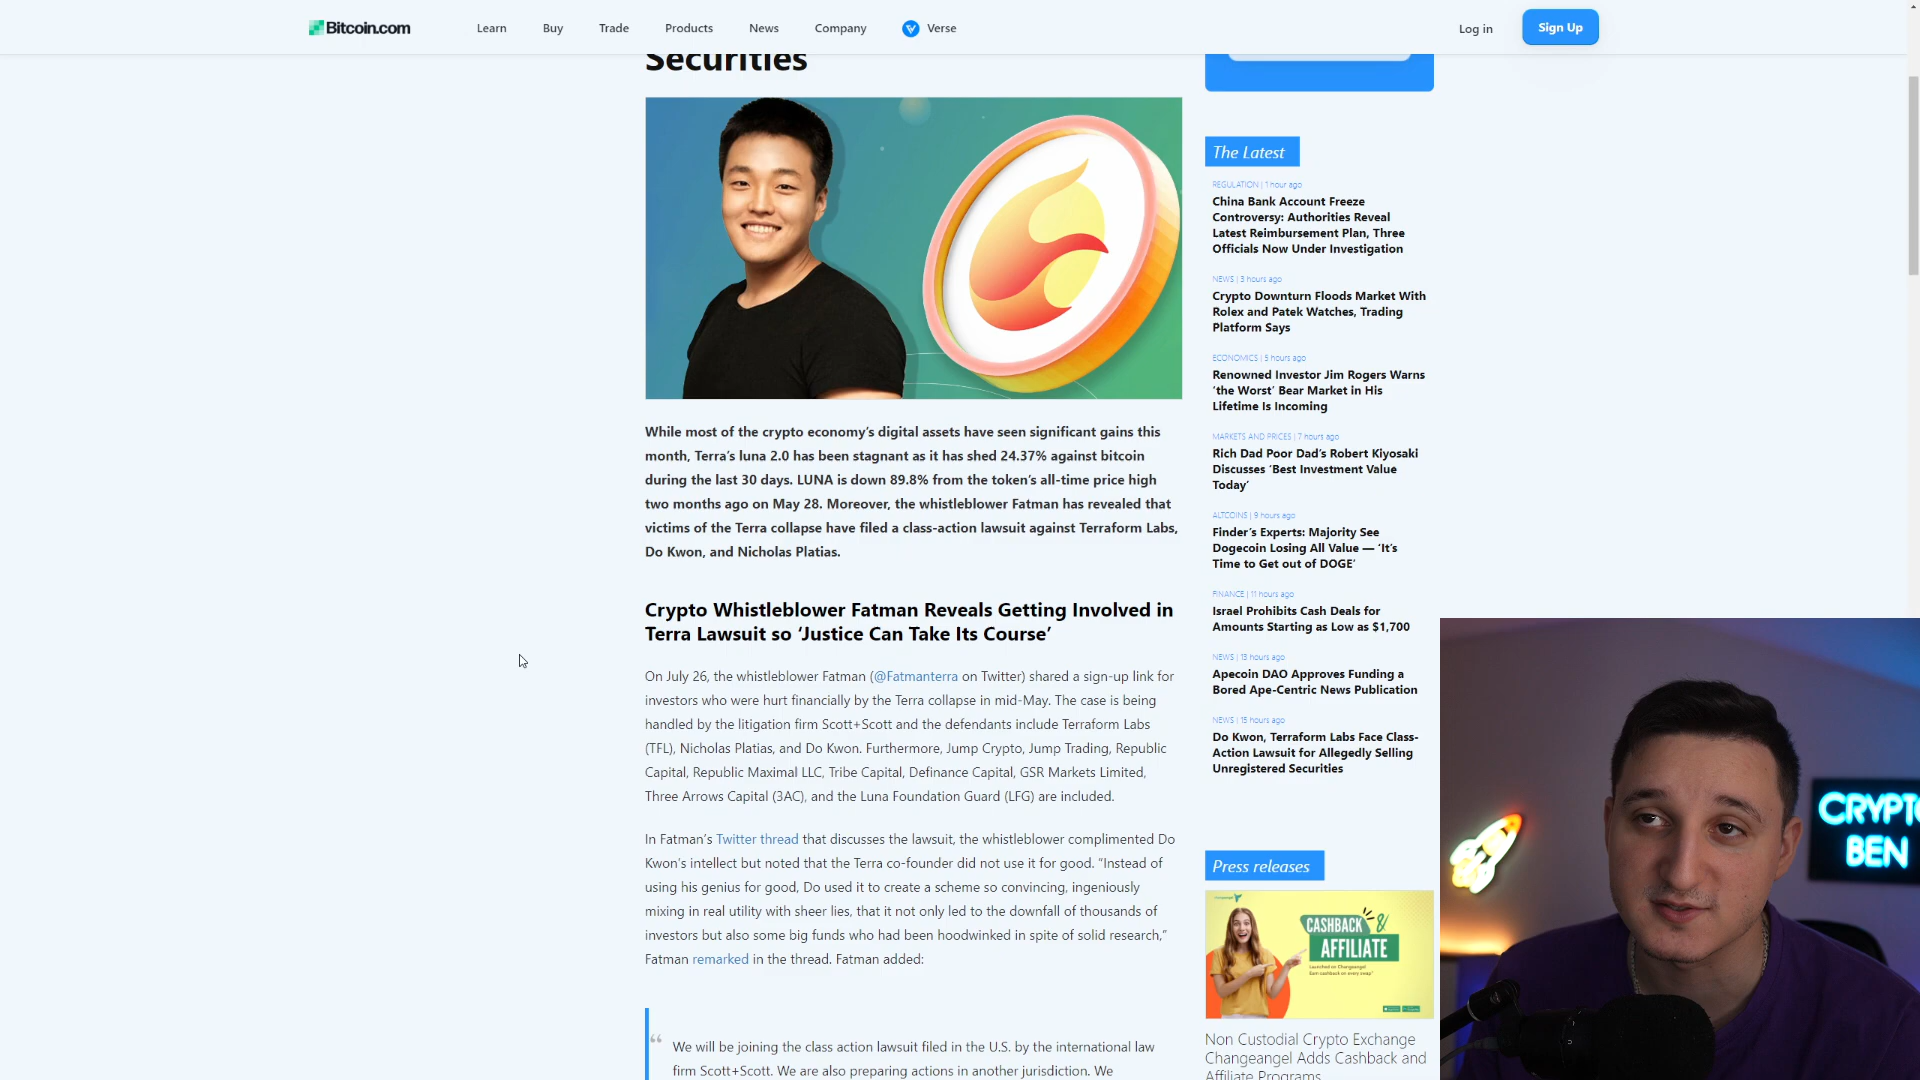 Bitcoin.com
Learn
Buy
Trade
Products
News
Company
Verse
Log in
Sign Up
Securities
While most of the crypto economy’s digital assets have seen significant gains this
month, Terra’s luna 2.0 has been stagnant as it has shed 24.37% against bitcoin
during the last 30 days. LUNA is down 89.8% from the token’s all-time price high
two months ago on May 28. Moreover, the whistleblower Fatman has revealed that
victims of the Terra collapse have filed a class-action lawsuit against Terraform Labs,
Do Kwon, and Nicholas Platias.
Crypto Whistleblower Fatman Reveals Getting Involved in
Terra Lawsuit so ‘Justice Can Take Its Course’
On July 26, the whistleblower Fatman (@Fatmanterra on Twitter) shared a sign-up link for
investors who were hurt financially by the Terra collapse in mid-May. The case is being
handled by the litigation firm Scott+Scott and the defendants include Terraform Labs
(TFL), Nicholas Platias, and Do Kwon. Furthermore, Jump Crypto, Jump Trading, Republic
Capital, Republic Maximal LLC, Tribe Capital, Definance Capital, GSR Markets Limited,
Three Arrows Capital (3AC), and the Luna Foundation Guard (LFG) are included.
In Fatman’s Twitter thread that discusses the lawsuit, the whistleblower complimented Do
Kwon’s intellect but noted that the Terra co-founder did not use it for good. “Instead of
using his genius for good, Do used it to create a scheme so convincing, ingeniously
mixing in real utility with sheer lies, that it not only led to the downfall of thousands of
investors but also some big funds who had been hoodwinked in spite of solid research,”
Fatman remarked in the thread. Fatman added:
“
We will be joining the class action lawsuit filed in the U.S. by the international law
firm Scott+Scott. We are also preparing actions in another jurisdiction. We
The Latest
REGULATION | 1 hour ago
China Bank Account Freeze
Controversy: Authorities Reveal
Latest Reimbursement Plan, Three
Officials Now Under Investigation
NEWS | 3 hours ago
Crypto Downturn Floods Market With
Rolex and Patek Watches, Trading
Platform Says
ECONOMICS | 5 hours ago
Renowned Investor Jim Rogers Warns
‘the Worst’ Bear Market in His
Lifetime Is Incoming
MARKETS AND PRICES | 7 hours ago
Rich Dad Poor Dad’s Robert Kiyosaki
Discusses ‘Best Investment Value
Today’
ALTCOINS | 9 hours ago
Finder’s Experts: Majority See
Dogecoin Losing All Value — ‘It’s
Time to Get out of DOGE’
FINANCE | 11 hours ago
Israel Prohibits Cash Deals for
Amounts Starting as Low as $1,700
NEWS | 13 hours ago
Apecoin DAO Approves Funding a
Bored Ape-Centric News Publication
NEWS | 15 hours ago
Do Kwon, Terraform Labs Face Class-
Action Lawsuit for Allegedly Selling
Unregistered Securities
Press releases
CASHBACK &
AFFILIATE
Launched on Changeangel
Earn cashback on every swap*
Non Custodial Crypto Exchange
Changeangel Adds Cashback and
Affiliate Programs
CRYPTO
BEN